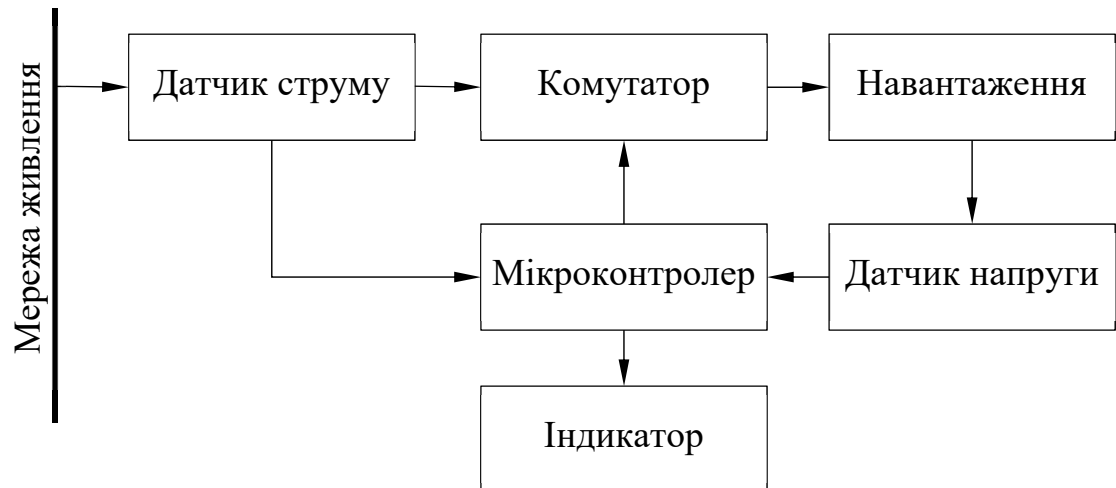 Мережа живлення
Датчик струму
Комутатор
Навантаження
Мікроконтролер
Датчик напруги
Індикатор